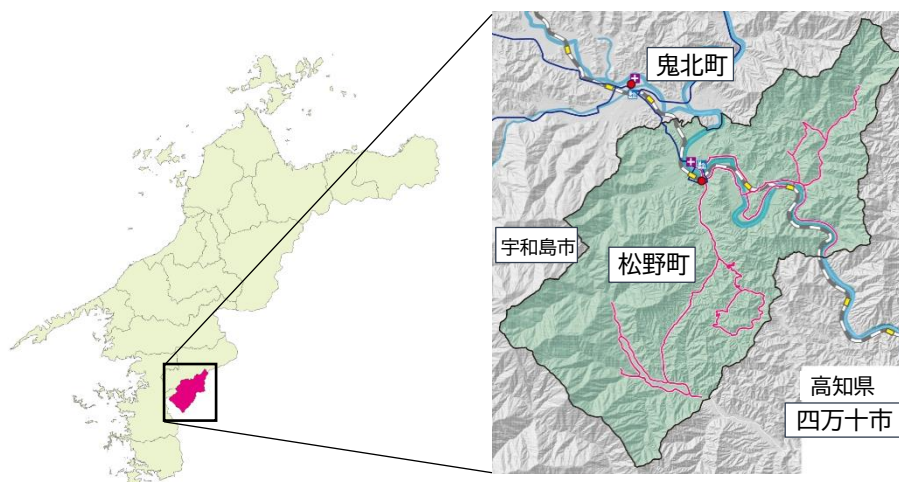 鬼北町
宇和島市
松野町
高知県
四万十市